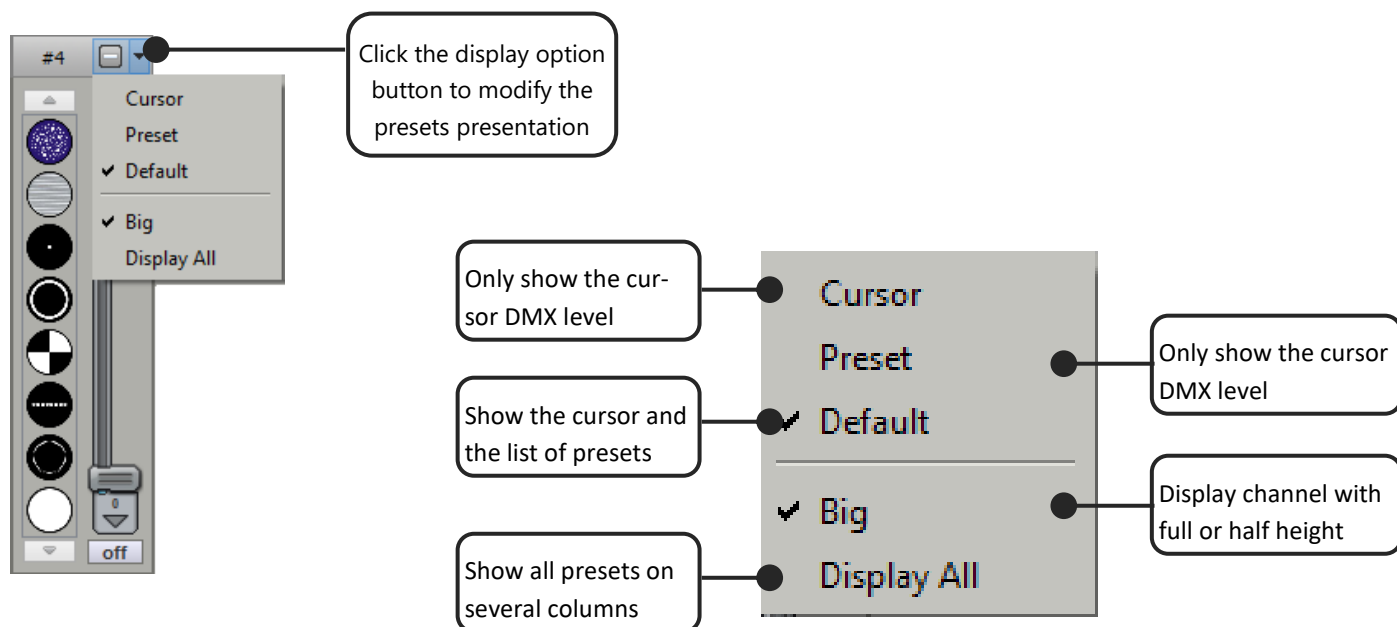 #4
Cursor
Preset
Default
Big
Display All
0
off
Click the display option
button to modify the
presets presentation
Only show the cur-
sor DMX level
Show the cursor and
the list of presets
Show all presets on
several columns
Cursor
Preset
Default
Big
Display All
Only show the cursor
DMX level
Display channel with
full or half height